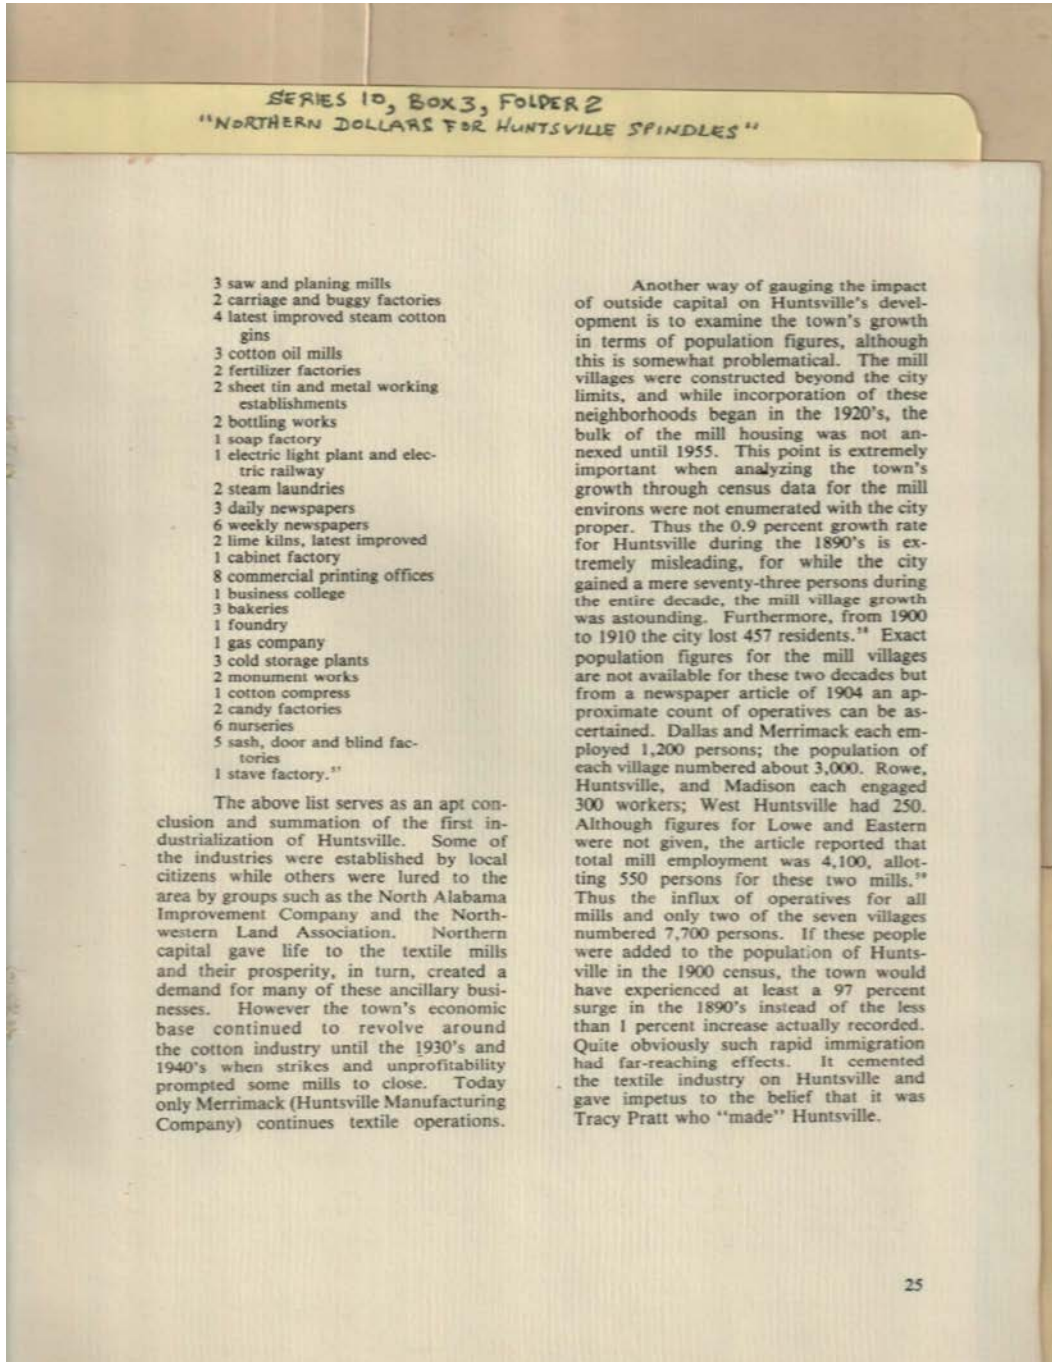 SERIES 10, BOX 3, FOLDER 2
"NORTHERN DOLLARS FOR HUNTSVILLE SPINDLES"
3 saw and planing mills
2 carriage and buggy factories
4 latest improved steam cotton
gins
3 cotton oil mills
2 fertilizer factories
2 sheet tin and metal working
establishments
2 bottling works
1 soap factory
1 electric light plant and elec-
tric railway
2 steam laundries
3 daily newspapers
6 weekly newspapers
2 lime kilns, latest improved
1 cabinet factory
8 commercial printing offices
1 business college
3 bakeries
1 foundry
1 gas company
3 cold storage plants
2 monument works
1 cotton compress
2 candy factories
6 nurseries
5 sash, door and blind fac-
tories
1 stave factory.⁵⁷
The above list serves as an apt con-
clusion and summation of the first in-
dustrialization of Huntsville. Some of
the industries were established by local
citizens while others were lured to the
area by groups such as the North Alabama
Improvement Company and the North-
western Land Association. Northern
capital gave life to the textile mills
and their prosperity, in turn, created a
demand for many of these ancillary busi-
nesses. However the town's economic
base continued to revolve around
the cotton industry until the 1930's and
1940's when strikes and unprofitability
prompted some mills to close. Today
only Merrimack (Huntsville Manufacturing
Company) continues textile operations.
Another way of gauging the impact
of outside capital on Huntsville's devel-
opment is to examine the town's growth
in terms of population figures, although
this is somewhat problematical. The mill
villages were constructed beyond the city
limits, and while incorporation of these
neighborhoods began in the 1920's, the
bulk of the mill housing was not an-
nexed until 1955. This point is extremely
important when analyzing the town's
growth through census data for the mill
environs were not enumerated with the city
proper. Thus the 0.9 percent growth rate
for Huntsville during the 1890's is ex-
tremely misleading, for while the city
gained a mere seventy-three persons during
the entire decade, the mill village growth
was astounding. Furthermore, from 1900
to 1910 the city lost 457 residents.⁵⁸ Exact
population figures for the mill villages
are not available for these two decades but
from a newspaper article of 1904 an ap-
proximate count of operatives can be as-
certained. Dallas and Merrimack each em-
ployed 1,200 persons; the population of
each village numbered about 3,000. Rowe,
Huntsville, and Madison each engaged
300 workers; West Huntsville had 250.
Although figures for Lowe and Eastern
were not given, the article reported that
total mill employment was 4,100, allot-
ting 550 persons for these two mills.⁵⁹
Thus the influx of operatives for all
mills and only two of the seven villages
numbered 7,700 persons. If these people
were added to the population of Hunts-
ville in the 1900 census, the town would
have experienced at least a 97 percent
surge in the 1890's instead of the less
than 1 percent increase actually recorded.
Quite obviously such rapid immigration
had far-reaching effects. It cemented
the textile industry on Huntsville and
gave impetus to the belief that it was
Tracy Pratt who "made" Huntsville.
25